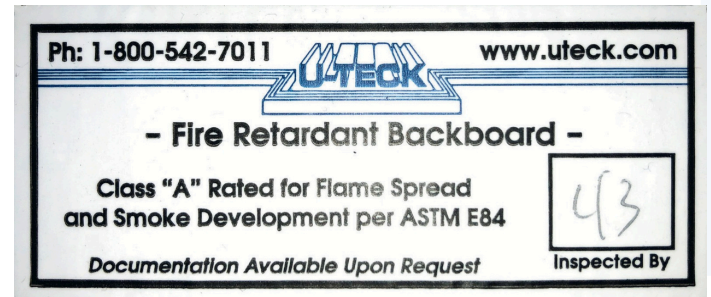 Ph: 1-800-542-7011
www.uteck.com
U-TECK
– Fire Retardant Backboard –
Class “A” Rated for Flame Spread
and Smoke Development per ASTM E84
43
Documentation Available Upon Request
Inspected By